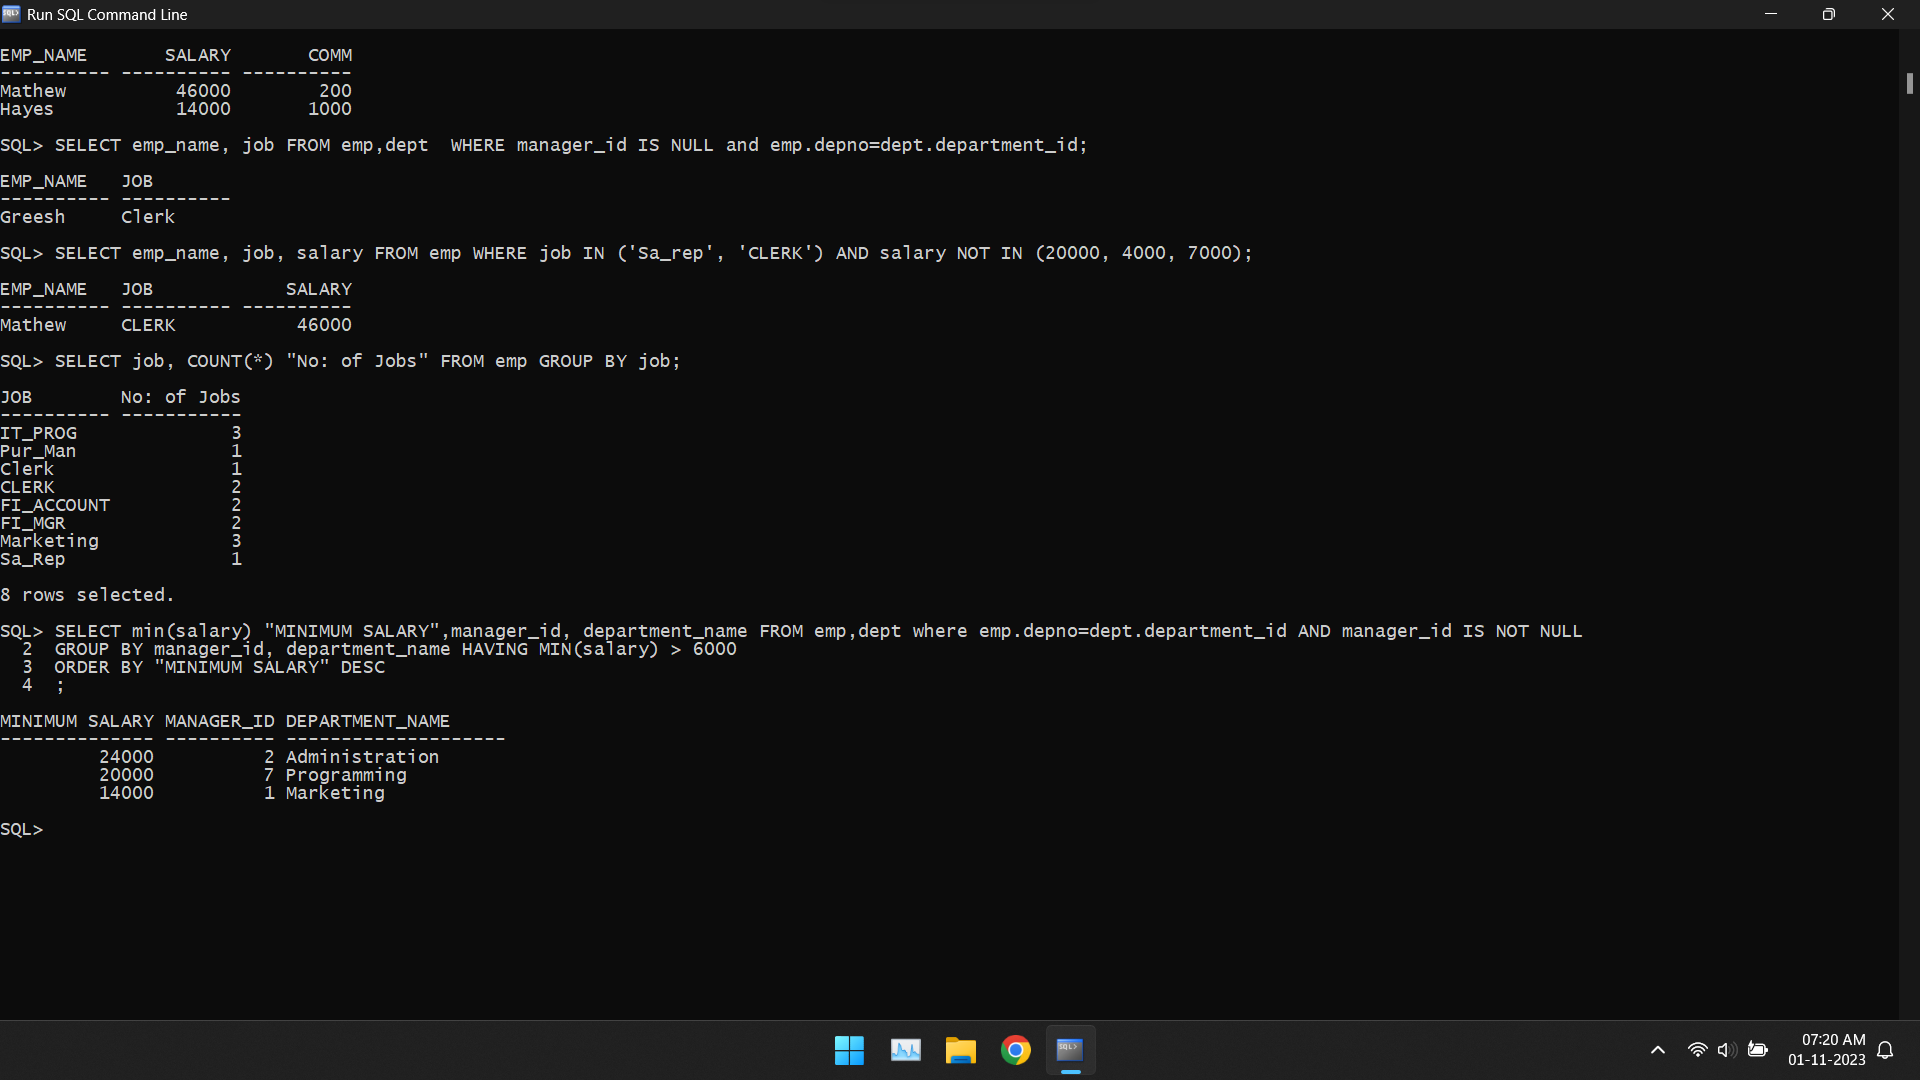 Run SQL Command Line
EMP_NAME       SALARY       COMM
---------- ---------- ----------
Mathew          46000        200
Hayes           14000       1000
SQL> SELECT emp_name, job FROM emp,dept  WHERE manager_id IS NULL and emp.depno=dept.department_id;
EMP_NAME   JOB
---------- ----------
Greesh     Clerk
SQL> SELECT emp_name, job, salary FROM emp WHERE job IN ('Sa_rep', 'CLERK') AND salary NOT IN (20000, 4000, 7000);
EMP_NAME   JOB            SALARY
---------- ---------- ----------
Mathew     CLERK           46000
SQL> SELECT job, COUNT(*) "No: of Jobs" FROM emp GROUP BY job;
JOB        No: of Jobs
---------- -----------
IT_PROG              3
Pur_Man              1
Clerk                1
CLERK                2
FI_ACCOUNT           2
FI_MGR               2
Marketing            3
Sa_Rep               1
8 rows selected.
SQL> SELECT min(salary) "MINIMUM SALARY",manager_id, department_name FROM emp,dept where emp.depno=dept.department_id AND manager_id IS NOT NULL
  2  GROUP BY manager_id, department_name HAVING MIN(salary) > 6000
  3  ORDER BY "MINIMUM SALARY" DESC
  4  ;
MINIMUM SALARY MANAGER_ID DEPARTMENT_NAME
-------------- ---------- --------------------
         24000          2 Administration
         20000          7 Programming
         14000          1 Marketing
SQL>
SQL>
07:20 AM
01-11-2023